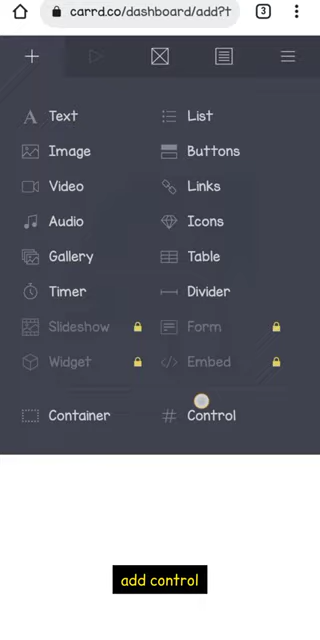 carrd.co/dashboard/add?t
3
Text
List
Image
Buttons
Video
Links
Audio
Icons
Gallery
Table
Timer
Divider
Slideshow
Form
Widget
Embed
Container
Control
add control